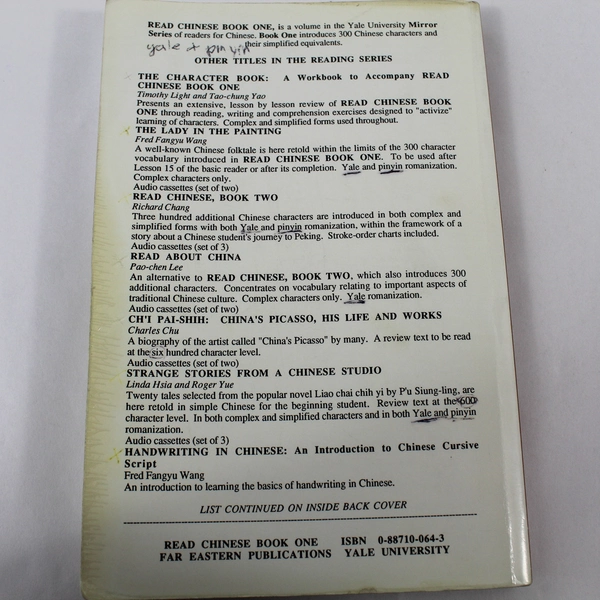 READ CHINESE BOOK ONE, is a volume in the Yale University Mirror
Series of readers for Chinese. Book One introduces 300 Chinese characters and
their simplified equivalents.
yale + pin yin
OTHER TITLES IN THE READING SERIES
THE CHARACTER BOOK: A Workbook to Accompany READ
CHINESE BOOK ONE
Timothy Light and Tao-chung Yao
Presents an extensive, lesson by lesson review of READ CHINESE BOOK
ONE through reading, writing and comprehension exercises designed to "activize"
learning of characters. Complex and simplified forms used throughout.
THE LADY IN THE PAINTING
Fred Fangyu Wang
A well-known Chinese folktale is here retold within the limits of the 300 character
vocabulary introduced in READ CHINESE BOOK ONE. To be used after
Lesson 15 of the basic reader or after its completion. Yale and pinyin romanization.
Complex characters only.
Audio cassettes (set of two)
READ CHINESE, BOOK TWO
Richard Chang
Three hundred additional Chinese characters are introduced in both complex and
simplified forms with both Yale and pinyin romanization, within the framework of a
story about a Chinese student's journey to Peking. Stroke-order charts included.
Audio cassettes (set of 3)
READ ABOUT CHINA
Pao-chen Lee
An alternative to READ CHINESE, BOOK TWO, which also introduces 300
additional characters. Concentrates on vocabulary relating to important aspects of
traditional Chinese culture. Complex characters only. Yale romanization.
Audio cassettes (set of two)
CH'I PAI-SHIH: CHINA'S PICASSO, HIS LIFE AND WORKS
Charles Chu
A biography of the artist called "China's Picasso" by many. A review text to be read
at the six hundred character level.
Audio cassettes (set of two)
STRANGE STORIES FROM A CHINESE STUDIO
Linda Hsia and Roger Yue
Twenty tales selected from the popular novel Liao chai chih yi by P'u Siung-ling, are
here retold in simple Chinese for the beginning student. Review text at the 600
character level. In both complex and simplified characters and in both Yale and pinyin
romanization.
Audio cassettes (set of 3)
HANDWRITING IN CHINESE: An Introduction to Chinese Cursive
Script
Fred Fangyu Wang
An introduction to learning the basics of handwriting in Chinese.
LIST CONTINUED ON INSIDE BACK COVER
READ CHINESE BOOK ONE ISBN 0-88710-064-3
FAR EASTERN PUBLICATIONS YALE UNIVERSITY